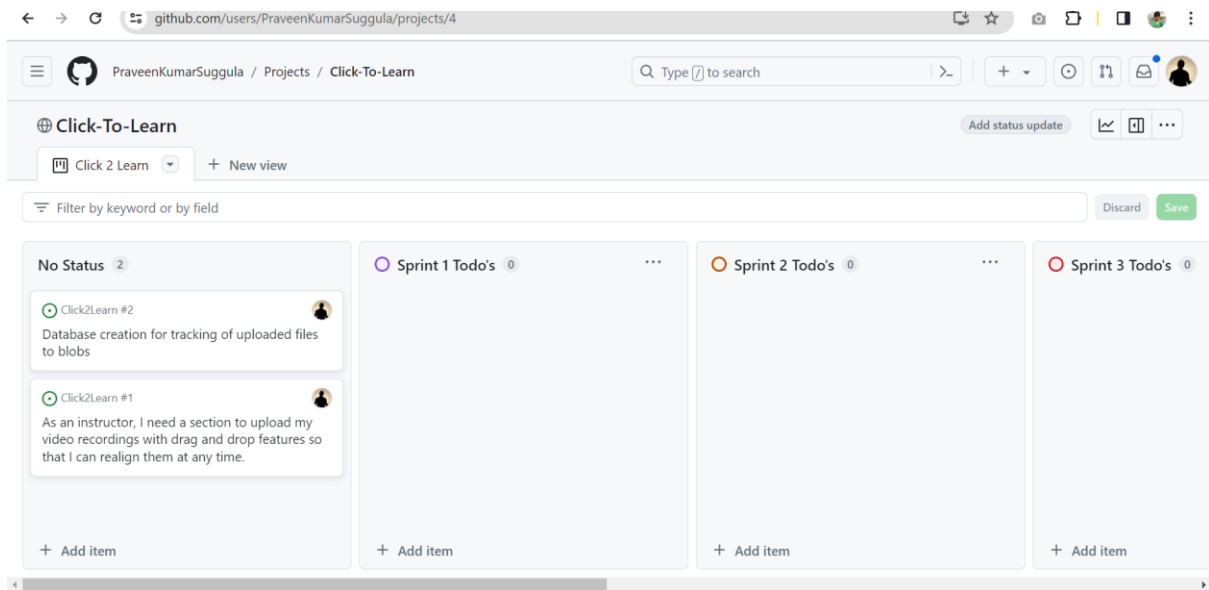 github.com/users/PraveenKumarSuggula/projects/4
PraveenKumarSuggula / Projects / Click-To-Learn
Type / to search
Click-To-Learn
Add status update
Click 2 Learn
+ New view
Filter by keyword or by field
Discard
Save
No Status 2
Click2Learn #2
Database creation for tracking of uploaded files
to blobs
Click2Learn #1
As an instructor, I need a section to upload my
video recordings with drag and drop features so
that I can realign them at any time.
+ Add item
Sprint 1 Todo's 0
+ Add item
Sprint 2 Todo's 0
+ Add item
Sprint 3 Todo's 0
+ Add item